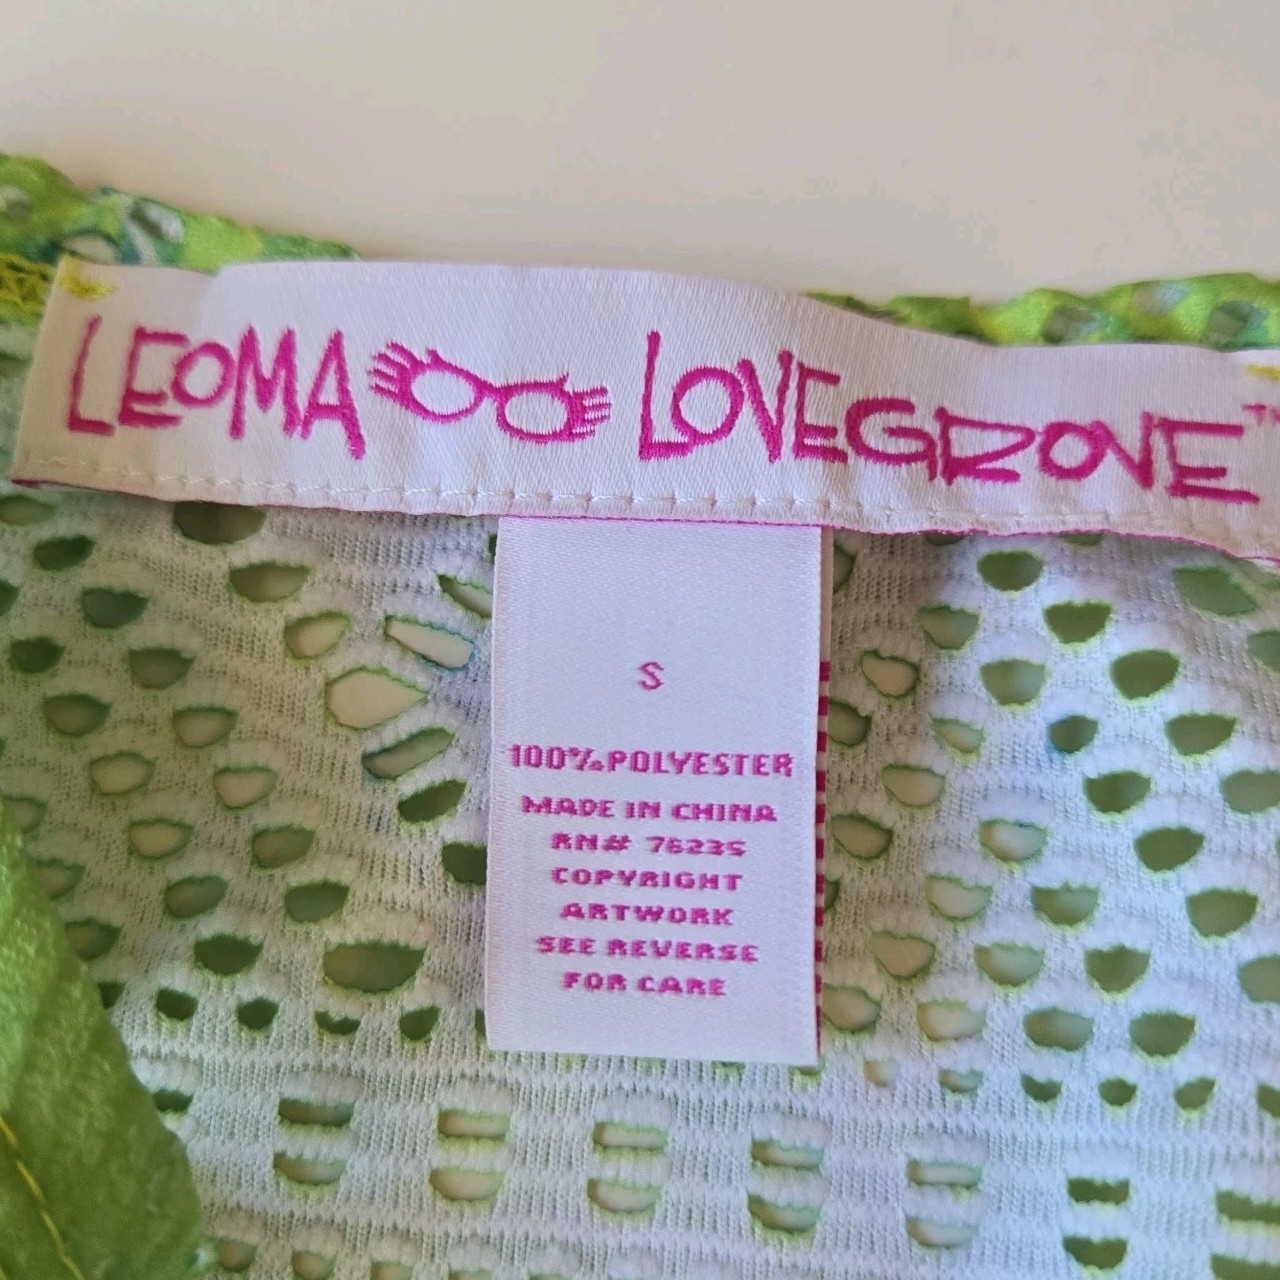 LEOMA LOVEGROVE™
S
100% POLYESTER
MADE IN CHINA
RN# 76235
COPYRIGHT
ARTWORK
SEE REVERSE
FOR CARE